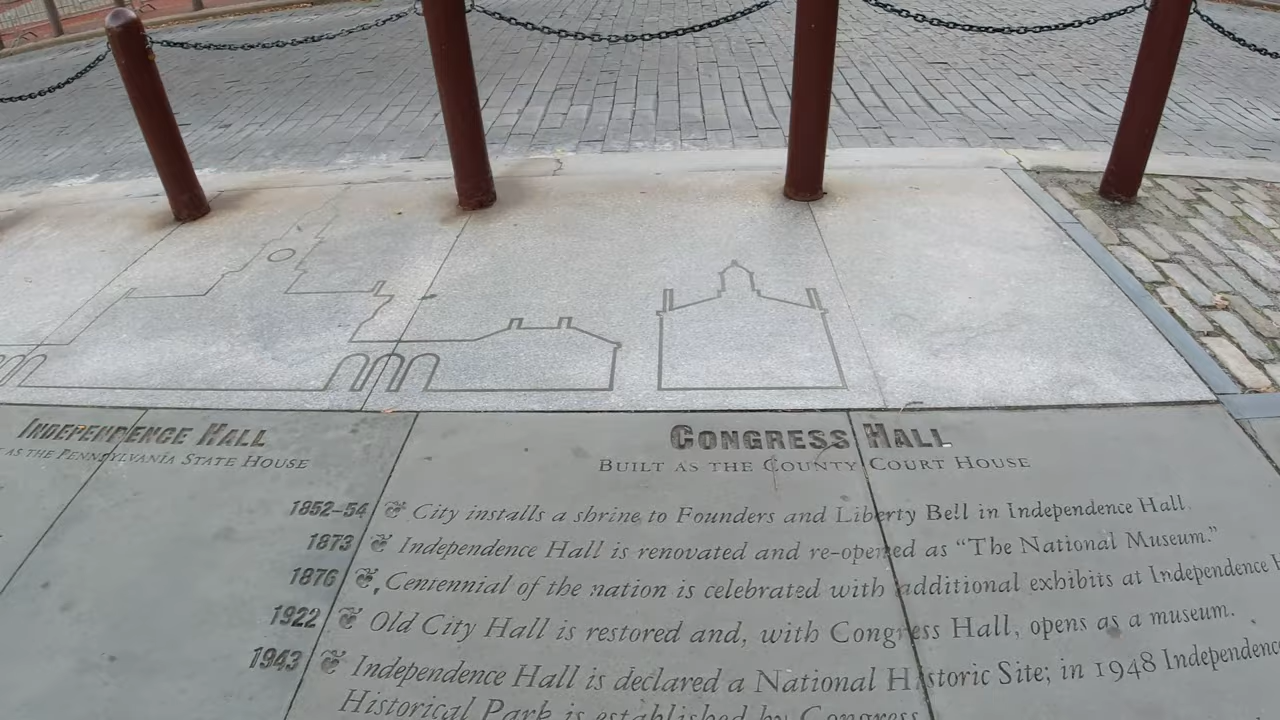 INDEPENDENCE HALL
AS THE PENNSYLVANIA STATE HOUSE
CONGRESS HALL
BUILT AS THE COUNTY COURT HOUSE
1852-54 City installs a shrine to Founders and Liberty Bell in Independence Hall.
1873 Independence Hall is renovated and re-opened as “The National Museum.”
1876 Centennial of the nation is celebrated with additional exhibits at Independence
1922 Old City Hall is restored and, with Congress Hall, opens as a museum.
1943 Independence Hall is declared a National Historic Site; in 1948 Independence
Historical Park is established by Congress.